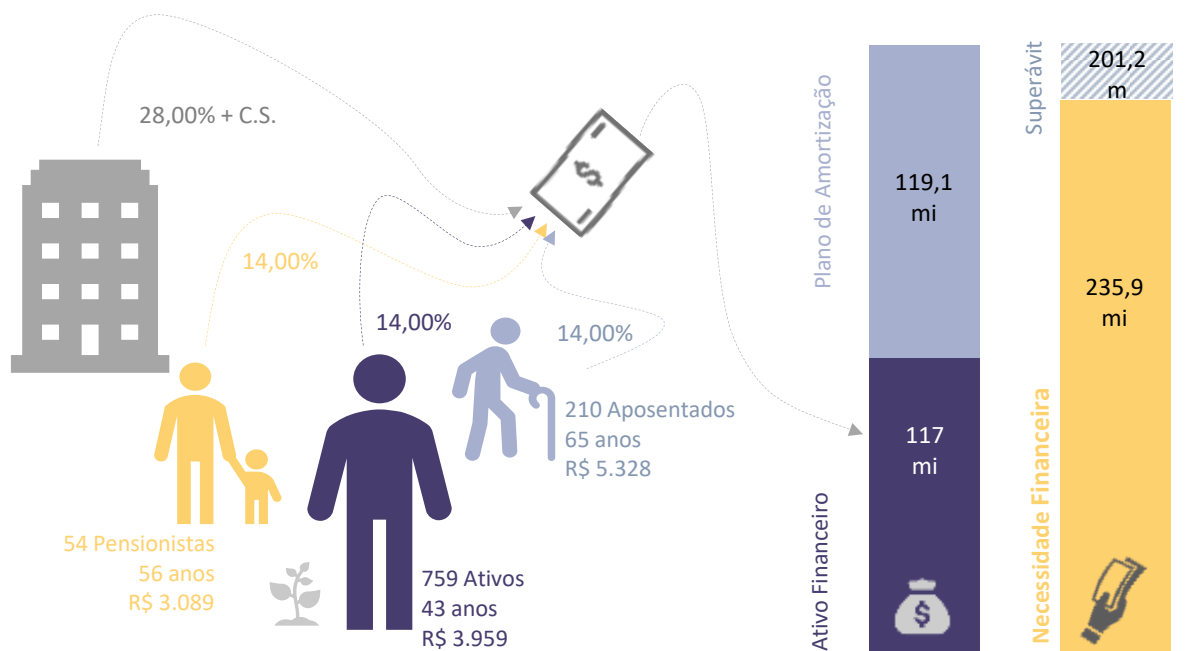 28,00% + C.S.
14,00%
14,00%
14,00%
$
54 Pensionistas
56 anos
R$ 3.089
759 Ativos
43 anos
R$ 3.959
210 Aposentados
65 anos
R$ 5.328
Plano de Amortização
119,1
mi
Ativo Financeiro
117
mi
$
Superávit
201,2
m
Necessidade Financeira
235,9
mi